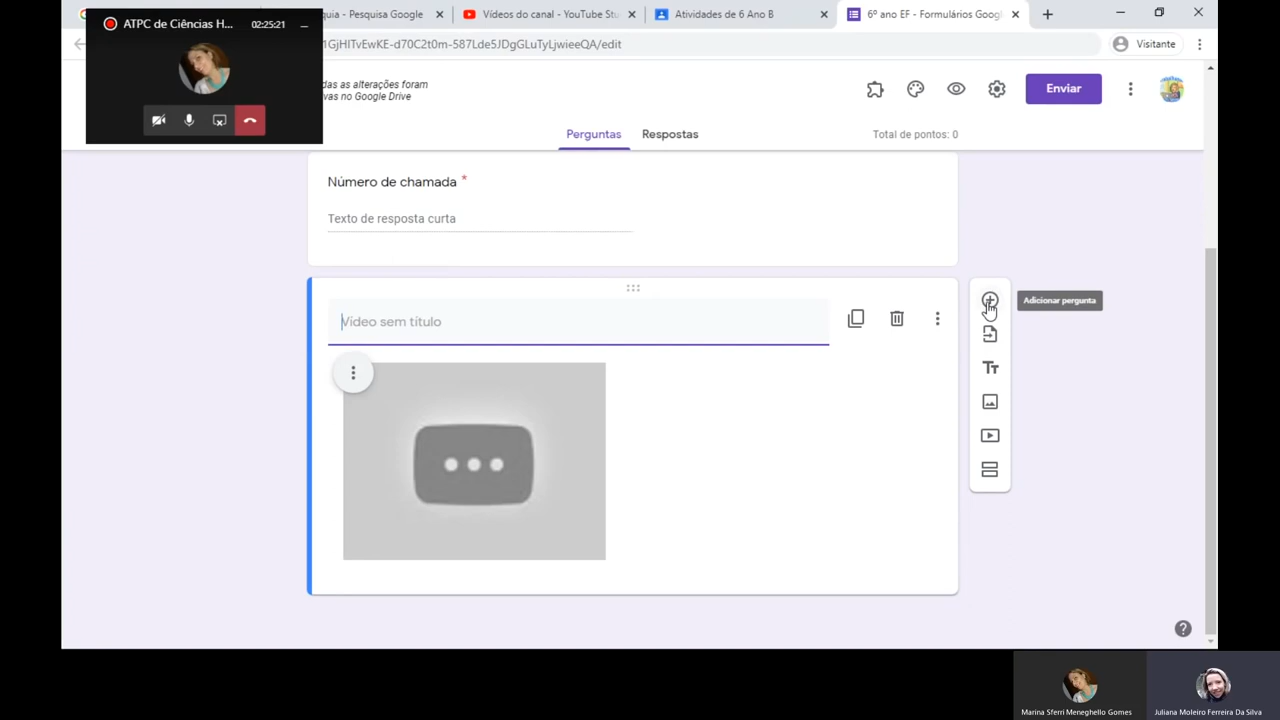 ATPC de Ciências H...
02:25:21
quia - Pesquisa Google
Vídeos do canal - YouTube Stu
Atividades de 6 Ano B
6º ano EF - Formulários Googl
1GjHITvEwKE-d70C2t0m-587Lde5JDgGLuTyLjwieeQA/edit
Visitante
das as alterações foram
vas no Google Drive
Enviar
Perguntas
Respostas
Total de pontos: 0
Número de chamada *
Texto de resposta curta
Vídeo sem título
Adicionar pergunta
Tt
Marina Sferri Meneghello Gomes
Juliana Moleiro Ferreira Da Silva